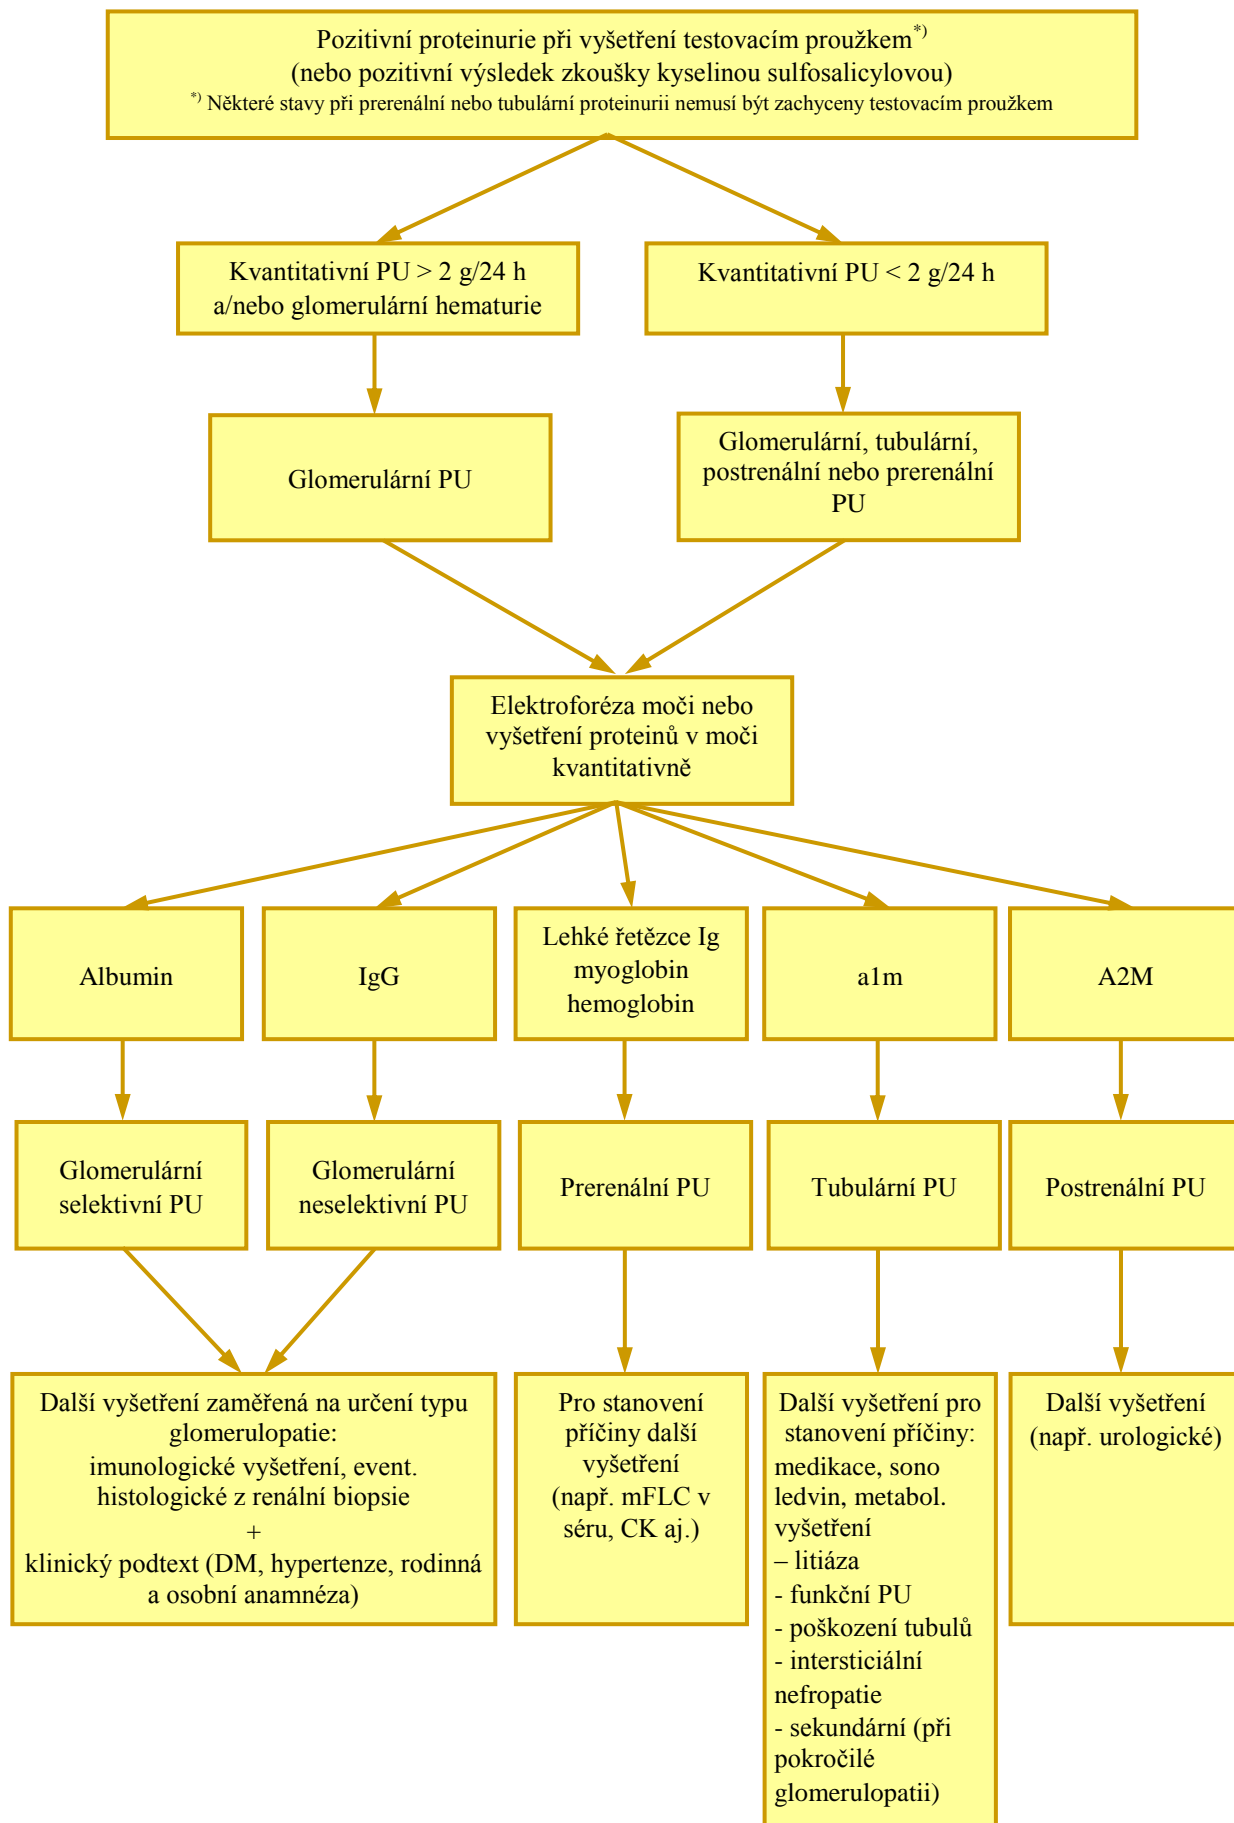 Pozitivní proteinurie při vyšetření testovacím proužkem*)
(nebo pozitivní výsledek zkoušky kyselinou sulfosalicylovou)
*) Některé stavy při prerenální nebo tubulární proteinurii nemusí být zachyceny testovacím proužkem
Kvantitativní PU > 2 g/24 h
a/nebo glomerulární hematurie
Kvantitativní PU < 2 g/24 h
Glomerulární PU
Glomerulární, tubulární,
postrenální nebo prerenální
PU
Elektroforéza moči nebo
vyšetření proteinů v moči
kvantitativně
Albumin
IgG
Lehké řetězce Ig
myoglobin
hemoglobin
a1m
A2M
Glomerulární
selektivní PU
Glomerulární
neselektivní PU
Prerenální PU
Tubulární PU
Postrenální PU
Další vyšetření zaměřená na určení typu
glomerulopatie:
imunologické vyšetření, event.
histologické z renální biopsie
+
klinický podtext (DM, hypertenze, rodinná
a osobní anamnéza)
Pro stanovení
příčiny další
vyšetření
(např. mFLC v
séru, CK aj.)
Další vyšetření pro
stanovení příčiny:
medikace, sono
ledvin, metabol.
vyšetření
– litiáza
- funkční PU
- poškození tubulů
- intersticiální
nefropatie
- sekundární (při
pokročilé
glomerulopatii)
Další vyšetření
(např. urologické)